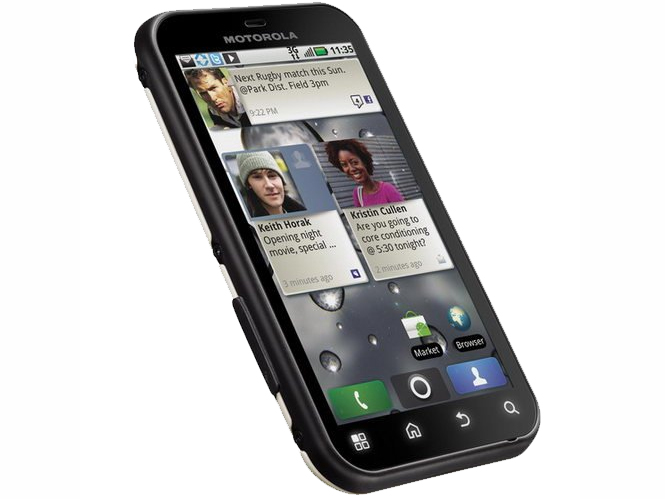 MOTOROLA
3G
11:35
Next Rugby match this Sun.
@Park Dist. Field 3pm
9:22 PM
Keith Horak
Opening night
movie, special ...
3 minutes ago
Kristin Cullen
Are you going to
core conditioning
@ 5:30 tonight?
2 minutes ago
Market
Browser